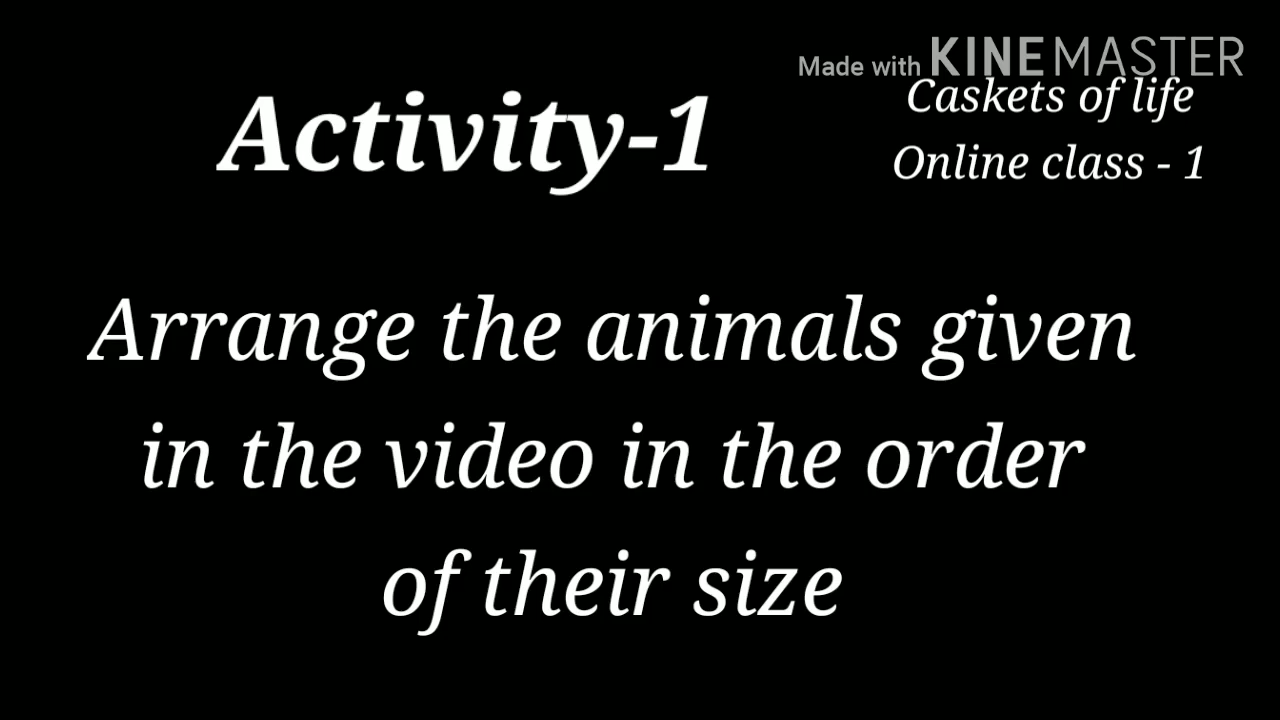 Made with KINEMASTER
Caskets of life
Activity-1
Online class - 1
Arrange the animals given
in the video in the order
of their size